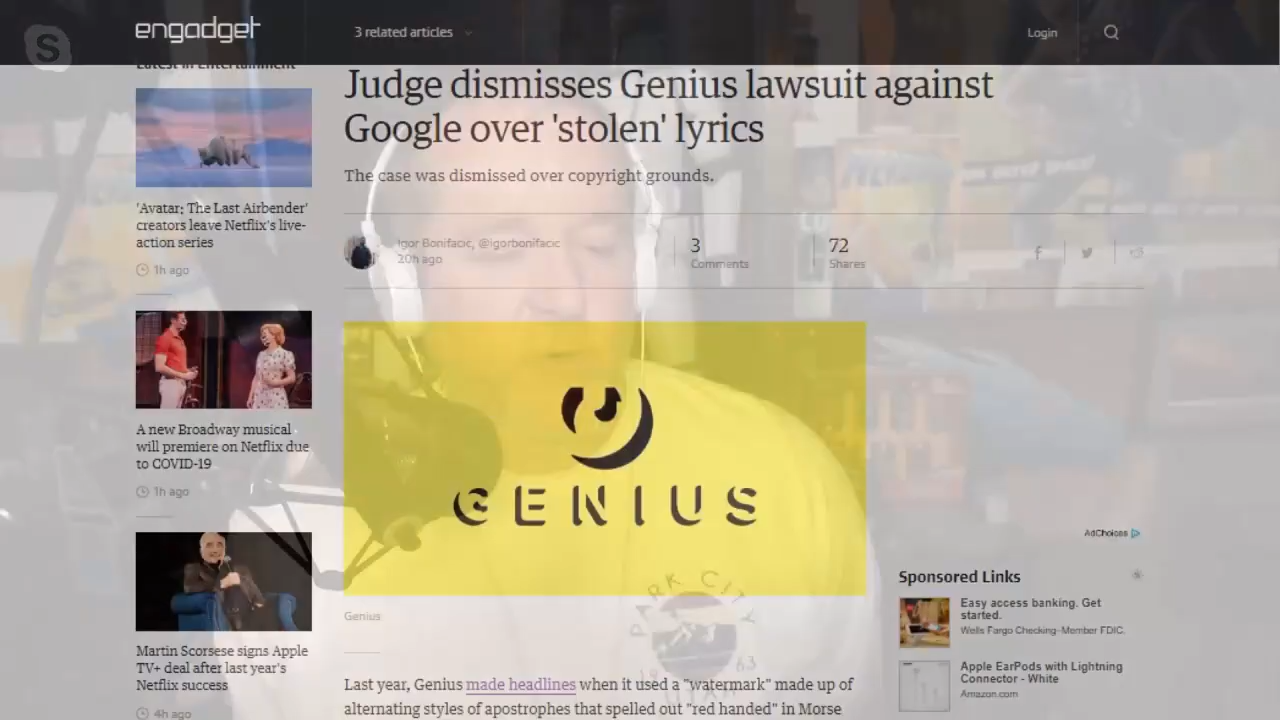 engadget
3 related articles
Login
Latest in Entertainment
Judge dismisses Genius lawsuit against
Google over 'stolen' lyrics
The case was dismissed over copyright grounds.
'Avatar: The Last Airbender'
creators leave Netflix's live-
action series
1h ago
Igor Bonifacic, @igorbonifacic
20h ago
3
Comments
72
Shares
A new Broadway musical
will premiere on Netflix due
to COVID-19
1h ago
GENIUS
Genius
PARK CITY
19 63
UTAH
AdChoices
Sponsored Links
Easy access banking. Get
started.
Wells Fargo Checking-Member FDIC.
Apple EarPods with Lightning
Connector - White
Amazon.com
Martin Scorsese signs Apple
TV+ deal after last year's
Netflix success
4h ago
Last year, Genius made headlines when it used a "watermark" made up of
alternating styles of apostrophes that spelled out "red handed" in Morse